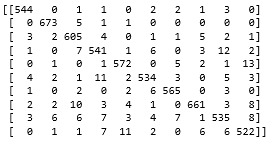 [[544 0 1 1 0 2 2 1 3 0]
[ 0 673 5 1 1 0 0 0 0 0]
[ 3 2 605 4 0 1 1 5 2 1]
[ 1 0 7 541 1 6 0 3 12 2]
[ 0 1 0 1 572 0 5 2 1 13]
[ 4 2 1 11 2 534 3 0 5 3]
[ 1 0 2 0 2 6 565 0 3 0]
[ 2 2 10 3 4 1 0 661 3 8]
[ 3 6 6 7 3 4 7 1 535 8]
[ 0 1 1 7 11 2 0 6 6 522]]